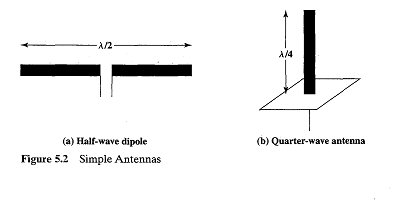 λ/2
λ/4
(a) Half-wave dipole
(b) Quarter-wave antenna
Figure 5.2 Simple Antennas